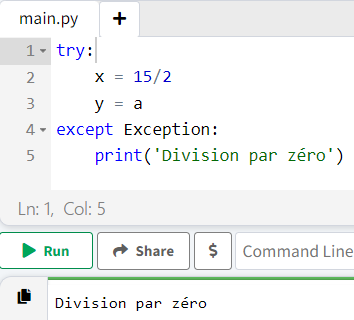 main.py +
1 try:
2 x = 15/2
3 y = a
4 except Exception:
5 print('Division par zéro')
Ln: 1, Col: 5
Run Share $ Command Line
Division par zéro